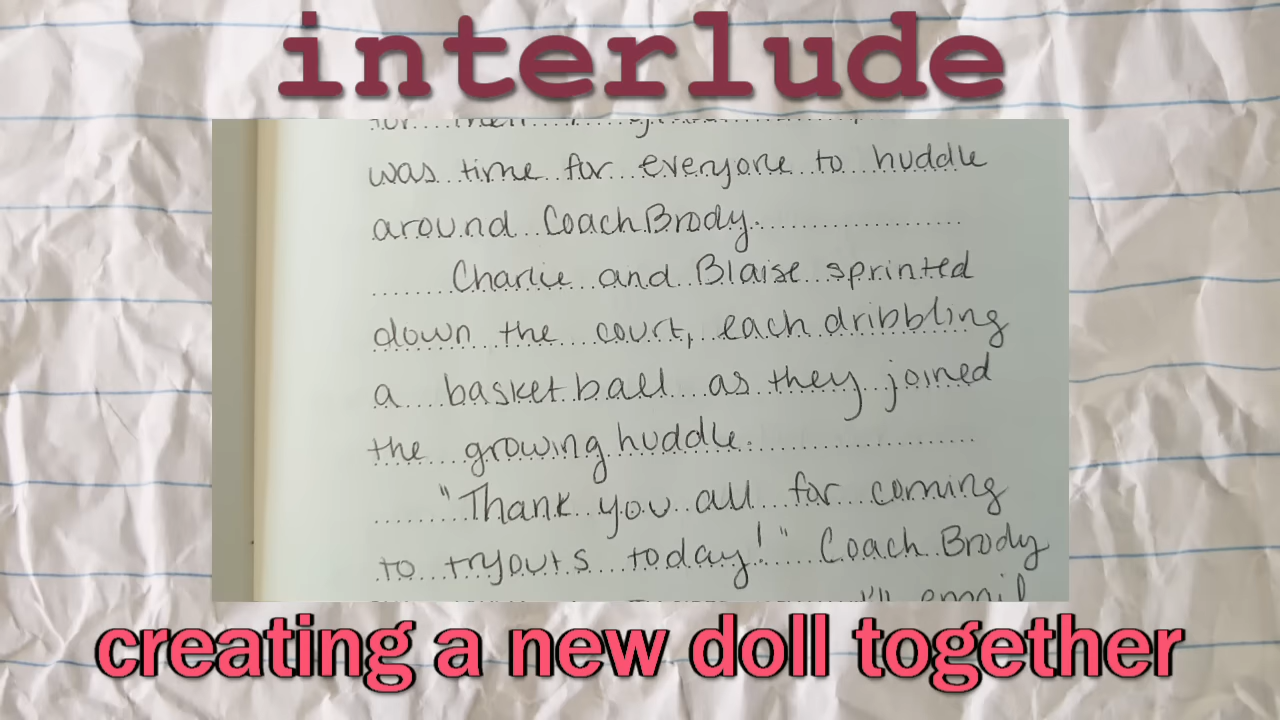 interlude
was time for everyone to huddle
around Coach Brody.
Charlie and Blaise sprinted
down the court, each dribbling
a basketball as they joined
the growing huddle.
"Thank you all for coming
to tryouts today!" Coach Brody
I'll email
creating a new doll together